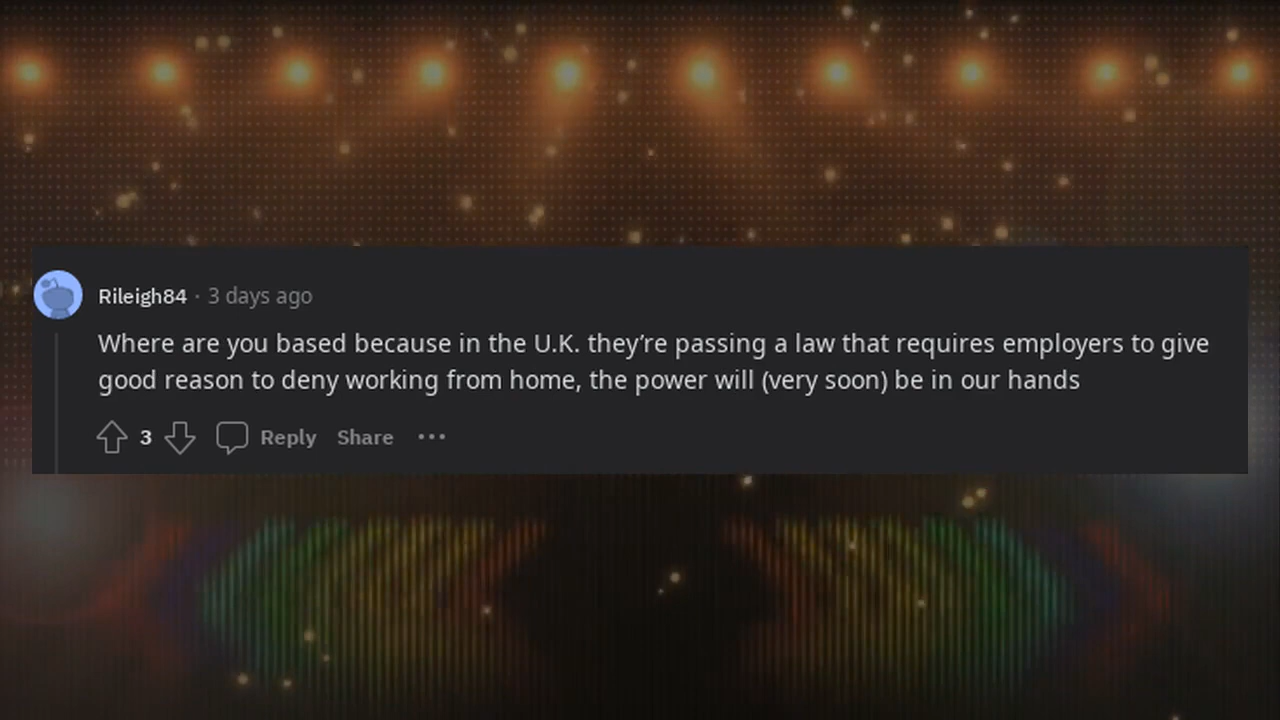 Rileigh84 · 3 days ago
Where are you based because in the U.K. they’re passing a law that requires employers to give
good reason to deny working from home, the power will (very soon) be in our hands
3 Reply Share ...